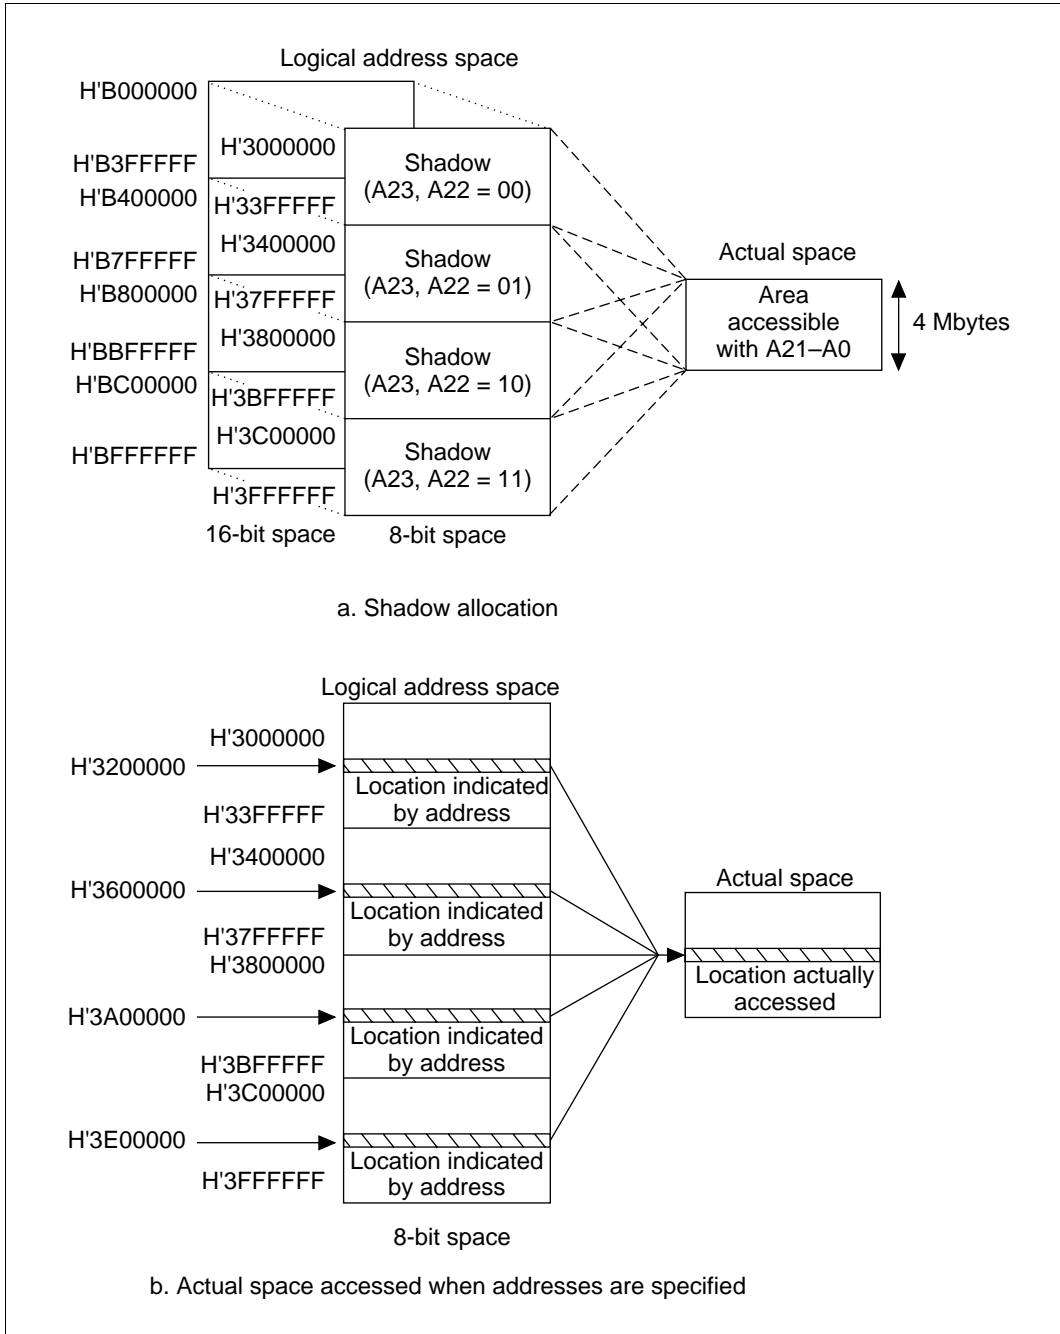 Logical address space
H'B000000
H'3000000
Shadow
(A23, A22 = 00)
H'B3FFFFF
H'B400000
H'33FFFFF
H'3400000
Shadow
(A23, A22 = 01)
H'B7FFFFF
H'B800000
H'37FFFFF
H'3800000
Shadow
(A23, A22 = 10)
H'BBFFFFF
H'BC00000
H'3BFFFFF
H'3C00000
Shadow
(A23, A22 = 11)
H'BFFFFFF
H'3FFFFFF
16-bit space
8-bit space
Actual space
Area
accessible
with A21–A0
4 Mbytes
a. Shadow allocation
Logical address space
H'3000000
H'3200000
Location indicated
by address
H'33FFFFF
H'3400000
H'3600000
Location indicated
by address
H'37FFFFF
H'3800000
H'3A00000
Location indicated
by address
H'3BFFFFF
H'3C00000
H'3E00000
Location indicated
by address
H'3FFFFFF
8-bit space
Actual space
Location actually
accessed
b. Actual space accessed when addresses are specified